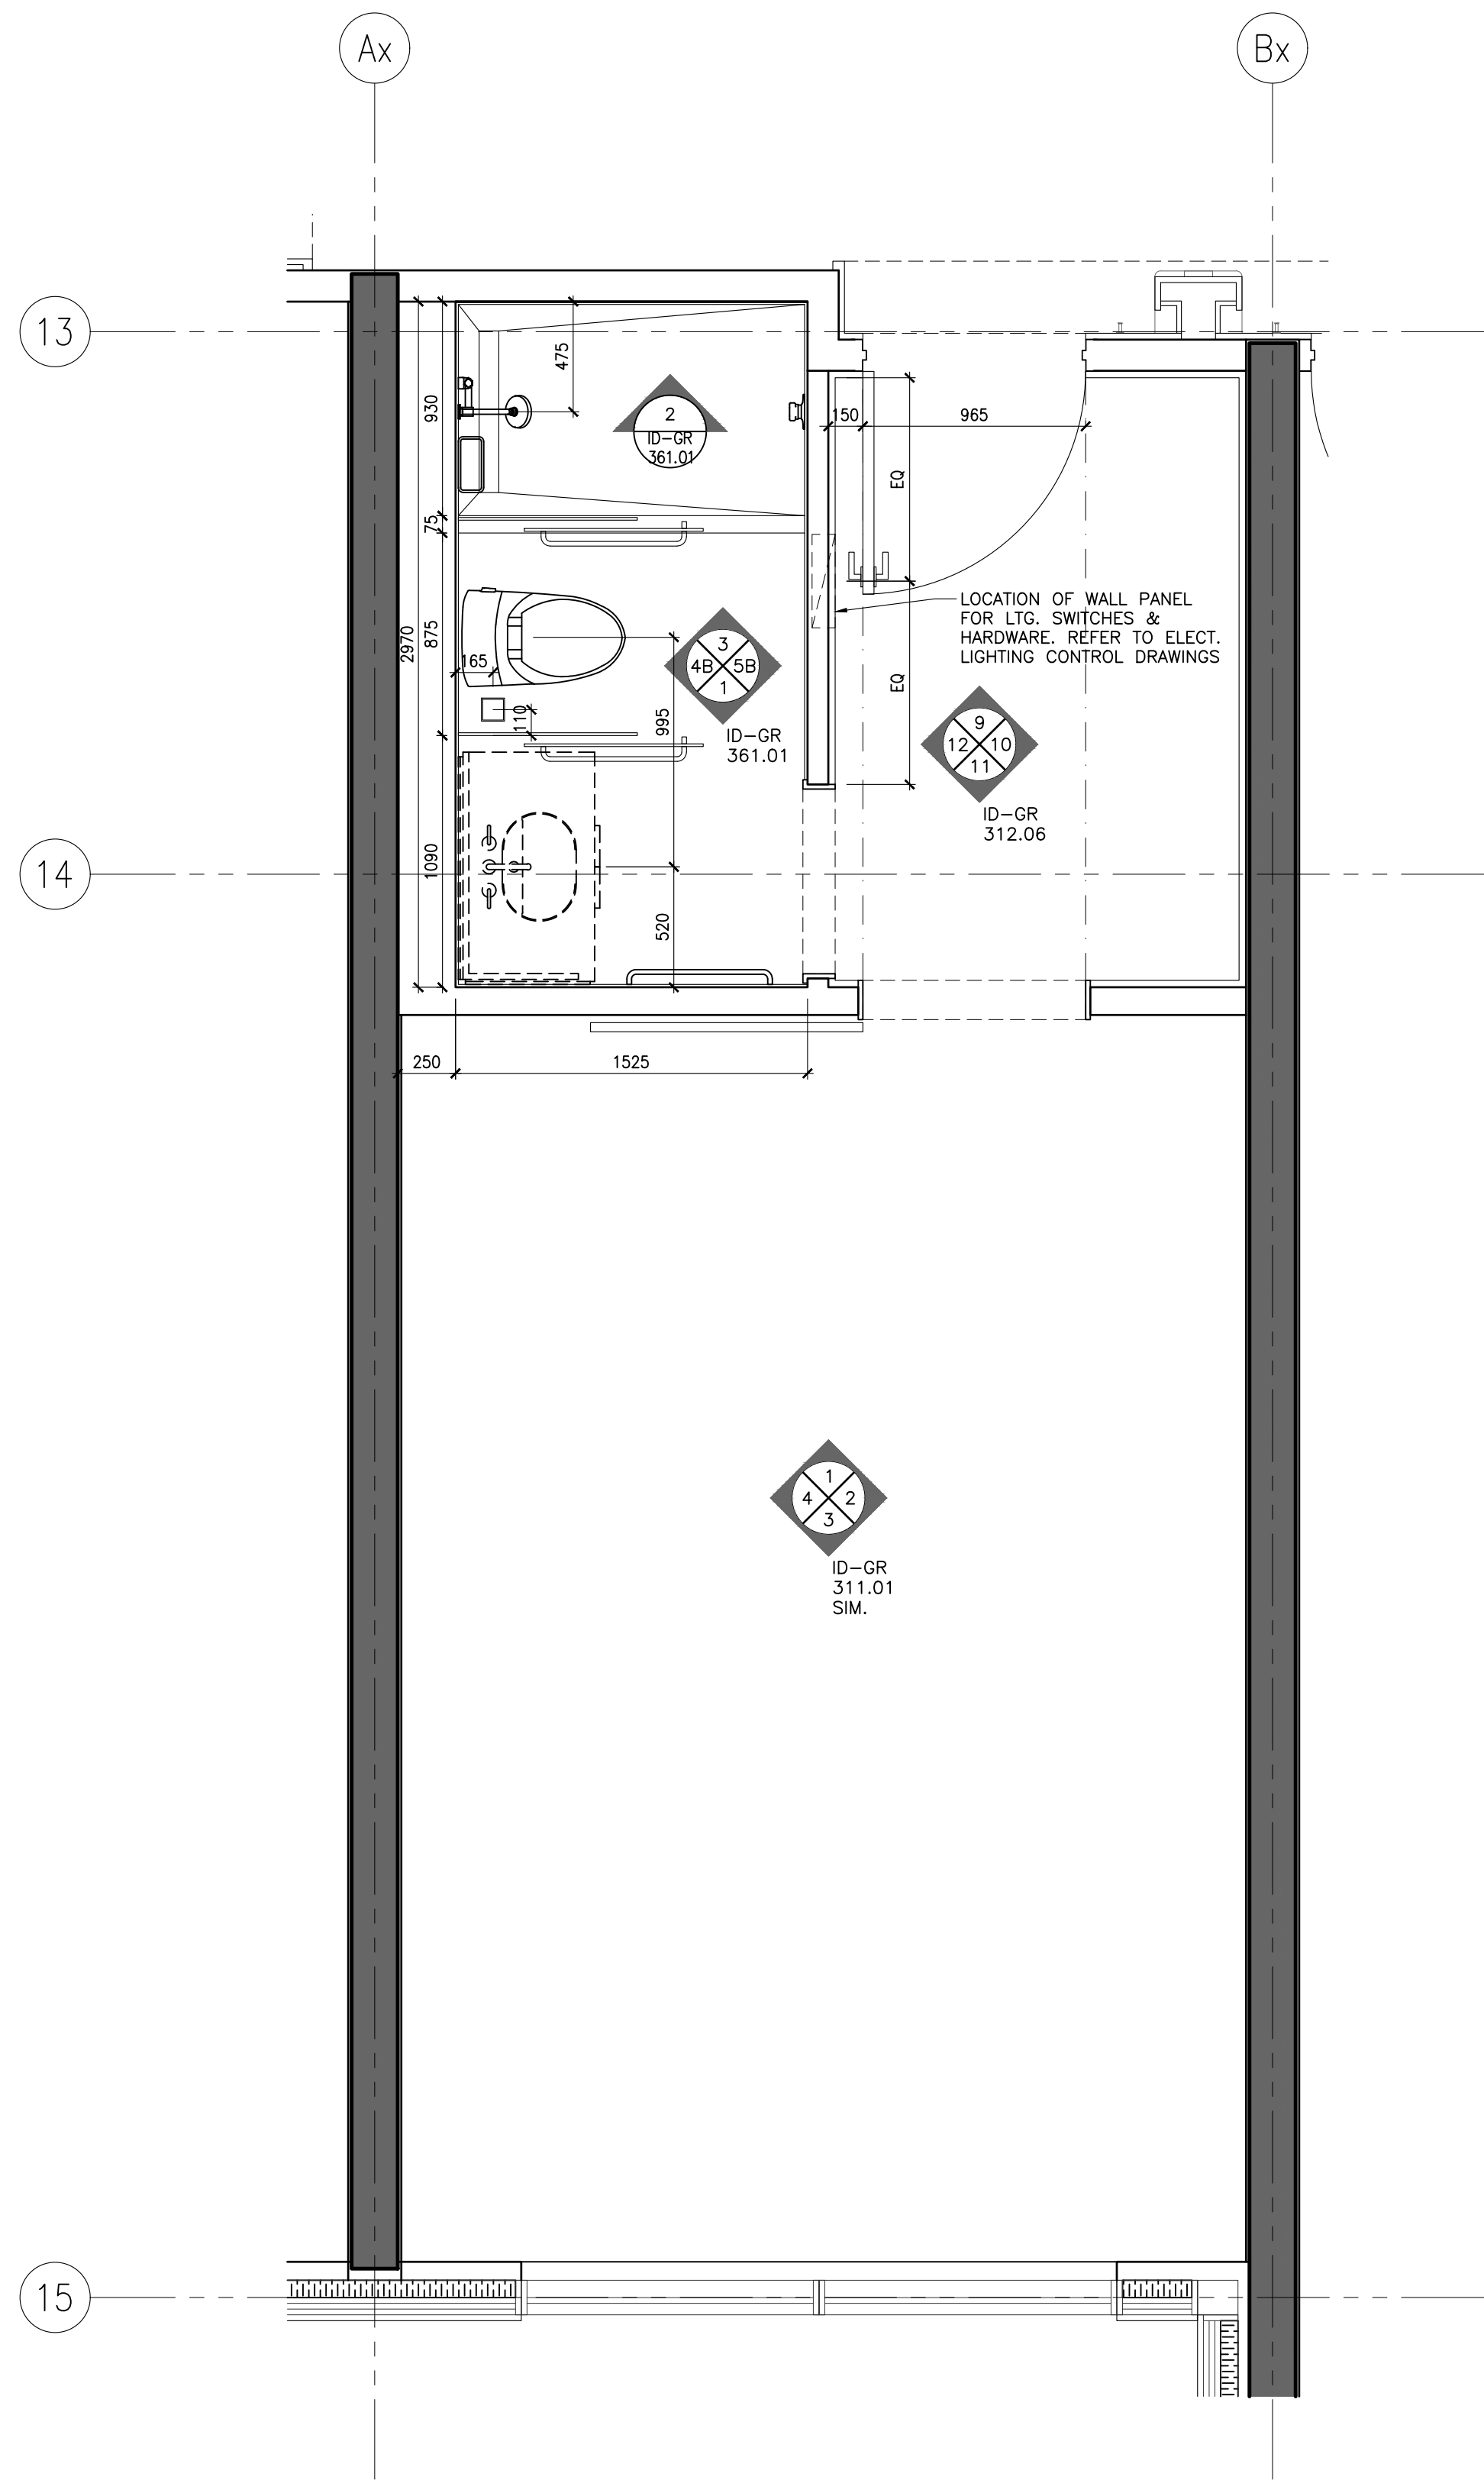 Ax
Bx
13
475
930
2
ID-GR
361.01
150
965
EQ
75
LOCATION OF WALL PANEL
FOR LTG. SWITCHES &
HARDWARE. REFER TO ELECT.
LIGHTING CONTROL DRAWINGS
2970
875
165
3
4B
5B
1
ID-GR
361.01
EQ
110
995
9
12
10
11
ID-GR
312.06
14
1090
520
250
1525
1
4
2
3
ID-GR
311.01
SIM.
15